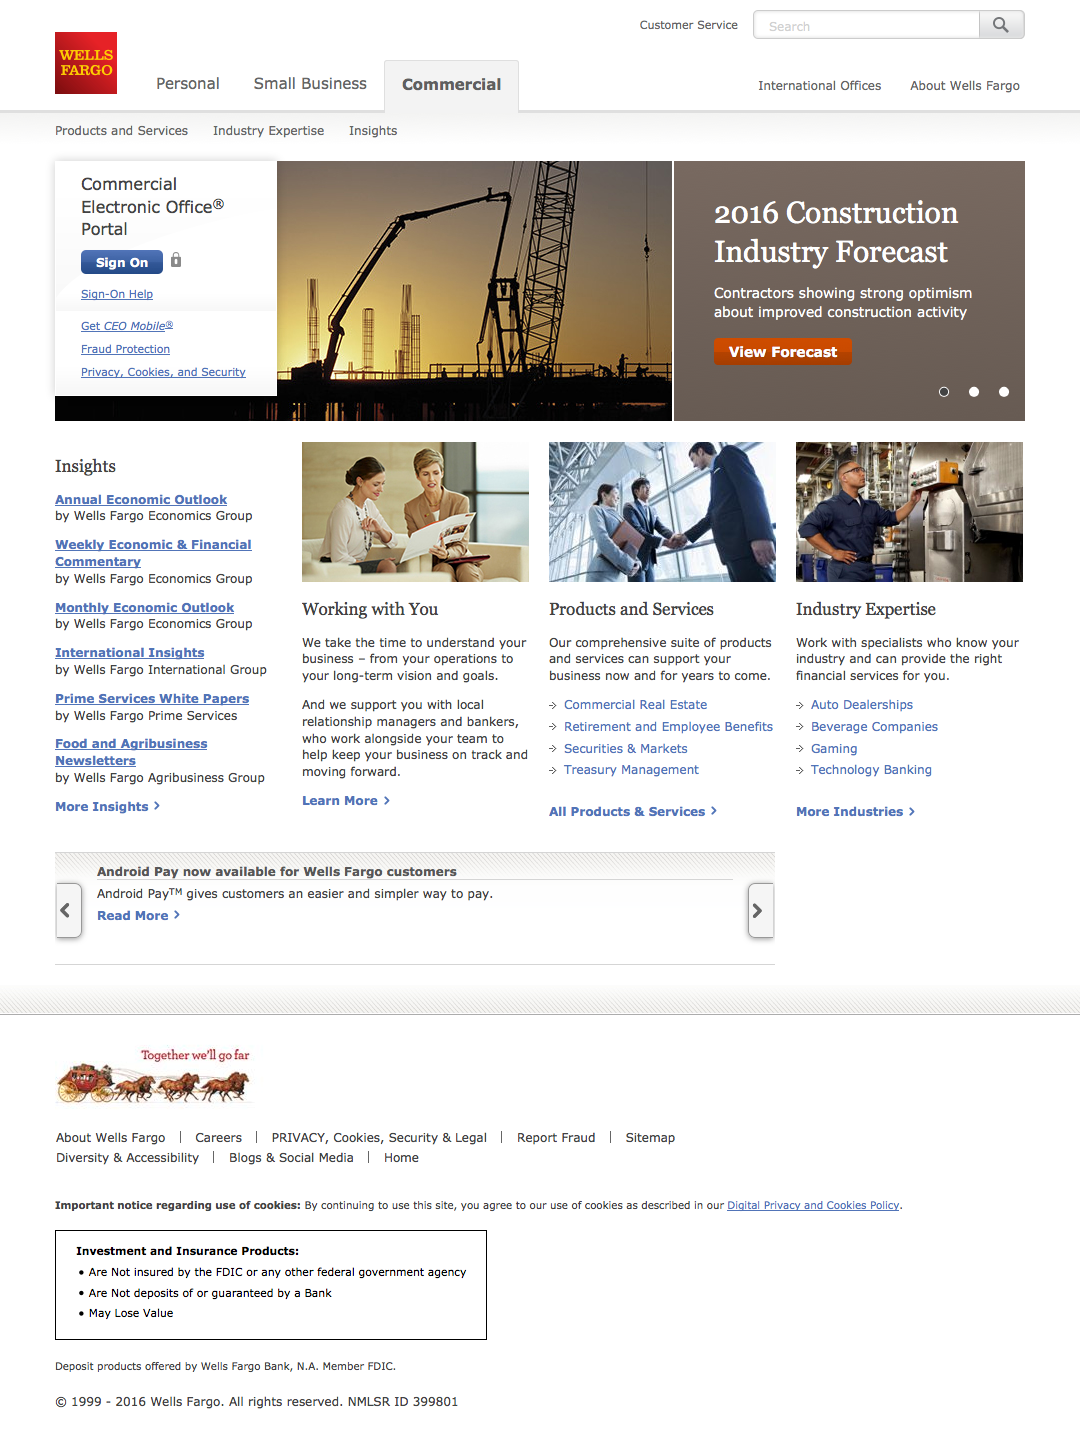 Customer Service
Search
WELLS
FARGO
Personal
Small Business
Commercial
International Offices
About Wells Fargo
Products and Services
Industry Expertise
Insights
Commercial
Electronic Office®
Portal
Sign On
Sign-On Help
Get CEO Mobile®
Fraud Protection
Privacy, Cookies, and Security
2016 Construction
Industry Forecast
Contractors showing strong optimism
about improved construction activity
View Forecast
Insights
Annual Economic Outlook
by Wells Fargo Economics Group
Weekly Economic & Financial
Commentary
by Wells Fargo Economics Group
Monthly Economic Outlook
by Wells Fargo Economics Group
International Insights
by Wells Fargo International Group
Prime Services White Papers
by Wells Fargo Prime Services
Food and Agribusiness
Newsletters
by Wells Fargo Agribusiness Group
More Insights
Working with You
We take the time to understand your
business – from your operations to
your long-term vision and goals.
And we support you with local
relationship managers and bankers,
who work alongside your team to
help keep your business on track and
moving forward.
Learn More
Products and Services
Our comprehensive suite of products
and services can support your
business now and for years to come.
Commercial Real Estate
Retirement and Employee Benefits
Securities & Markets
Treasury Management
All Products & Services
Industry Expertise
Work with specialists who know your
industry and can provide the right
financial services for you.
Auto Dealerships
Beverage Companies
Gaming
Technology Banking
More Industries
Android Pay now available for Wells Fargo customers
Android Pay™ gives customers an easier and simpler way to pay.
Read More
Together we'll go far
About Wells Fargo | Careers | PRIVACY, Cookies, Security & Legal | Report Fraud | Sitemap
Diversity & Accessibility | Blogs & Social Media | Home
Important notice regarding use of cookies: By continuing to use this site, you agree to our use of cookies as described in our Digital Privacy and Cookies Policy.
Investment and Insurance Products:
• Are Not insured by the FDIC or any other federal government agency
• Are Not deposits of or guaranteed by a Bank
• May Lose Value
Deposit products offered by Wells Fargo Bank, N.A. Member FDIC.
© 1999 - 2016 Wells Fargo. All rights reserved. NMLSR ID 399801